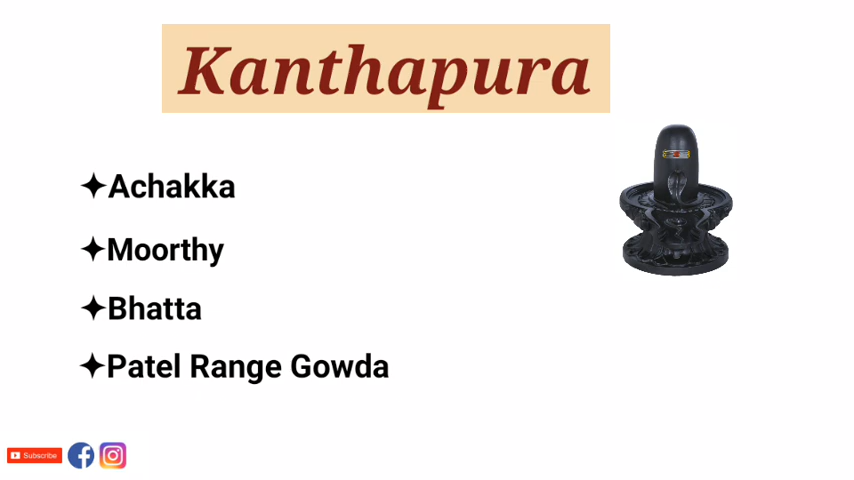 Kanthapura
✦Achakka
✦Moorthy
✦Bhatta
✦Patel Range Gowda
Subscribe